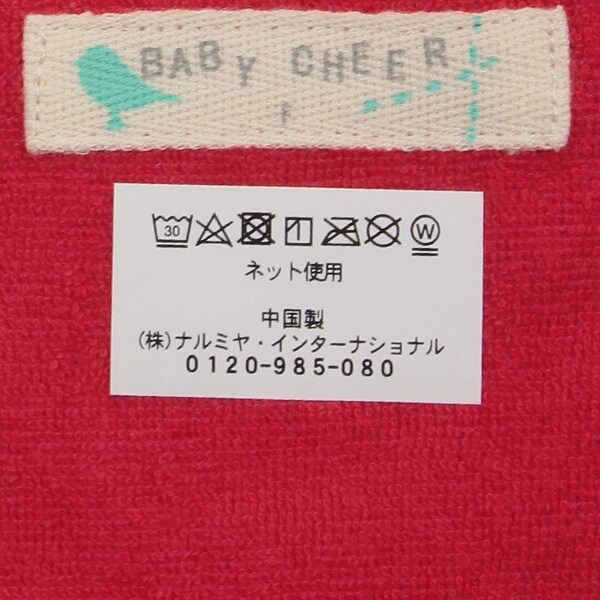 BABY CHEER
F
30 W
ネット使用
中国製
(株)ナルミヤ・インターナショナル
0120-985-080